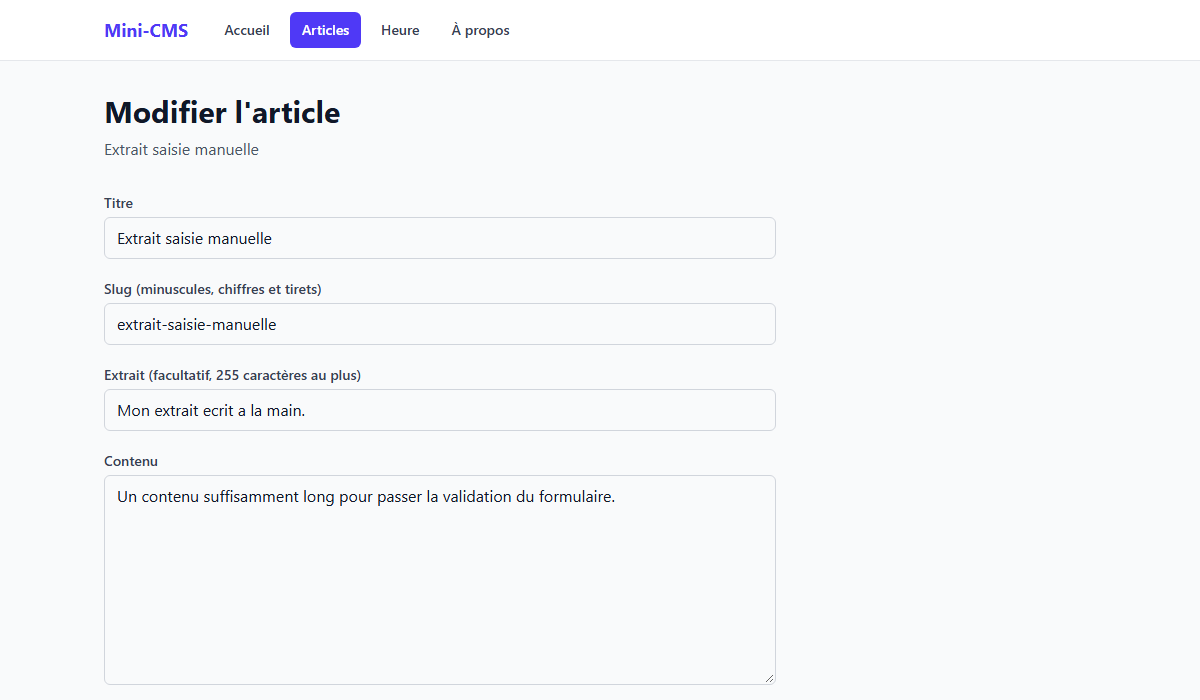 Mini-CMS Accueil Articles Heure À propos
Modifier l'article
Extrait saisie manuelle
Titre
Extrait saisie manuelle
Slug (minuscules, chiffres et tirets)
extrait-saisie-manuelle
Extrait (facultatif, 255 caractères au plus)
Mon extrait ecrit a la main.
Contenu
Un contenu suffisamment long pour passer la validation du formulaire.